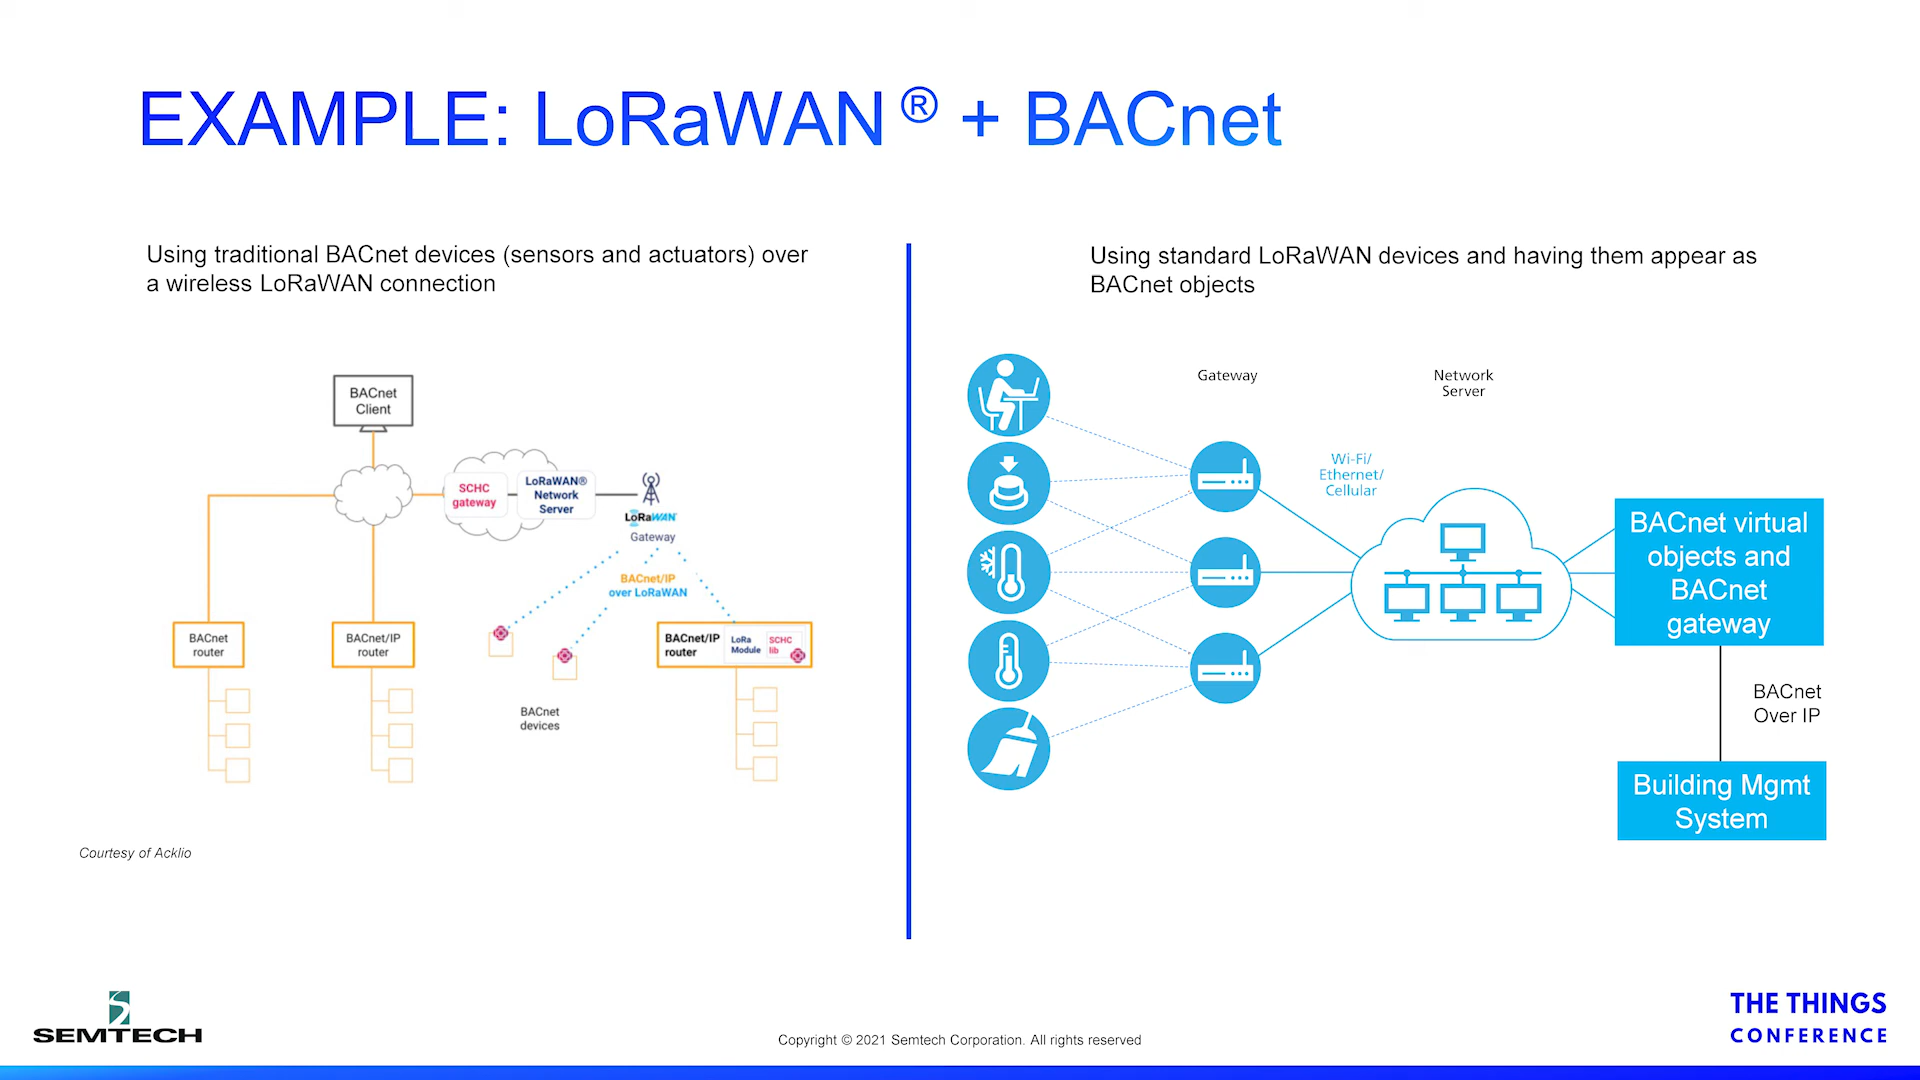 EXAMPLE: LoRaWAN® + BACnet
Using traditional BACnet devices (sensors and actuators) over
a wireless LoRaWAN connection
BACnet
Client
SCHC
gateway
LoRaWAN®
Network
Server
LoRaWAN
Gateway
BACnet/IP
over LoRaWAN
BACnet
router
BACnet/IP
router
BACnet
devices
BACnet/IP
router
LoRa
Module
SCHC
lib
Courtesy of Acklio
Using standard LoRaWAN devices and having them appear as
BACnet objects
Gateway
Network
Server
Wi-Fi/
Ethernet/
Cellular
BACnet virtual
objects and
BACnet
gateway
BACnet
Over IP
Building Mgmt
System
SEMTECH
Copyright © 2021 Semtech Corporation. All rights reserved
THE THINGS
CONFERENCE